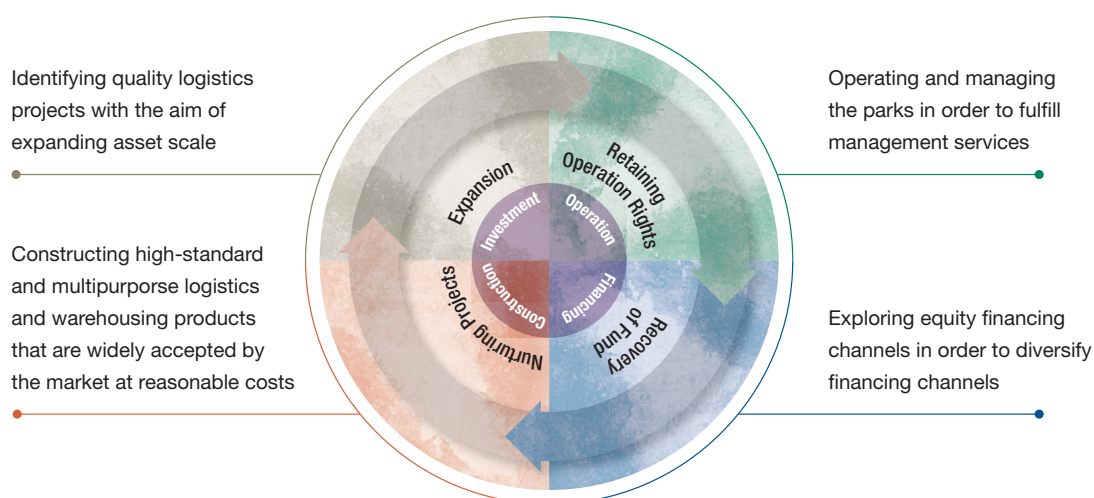 Identifying quality logistics
projects with the aim of
expanding asset scale
Constructing high-standard
and multipurporse logistics
and warehousing products
that are widely accepted by
the market at reasonable costs
Expansion
Investment
Retaining
Operation Rights
Operation
Nurturing Projects
Construction
Financing
Recovery
of Fund
Operating and managing
the parks in order to fulfill
management services
Exploring equity financing
channels in order to diversify
financing channels